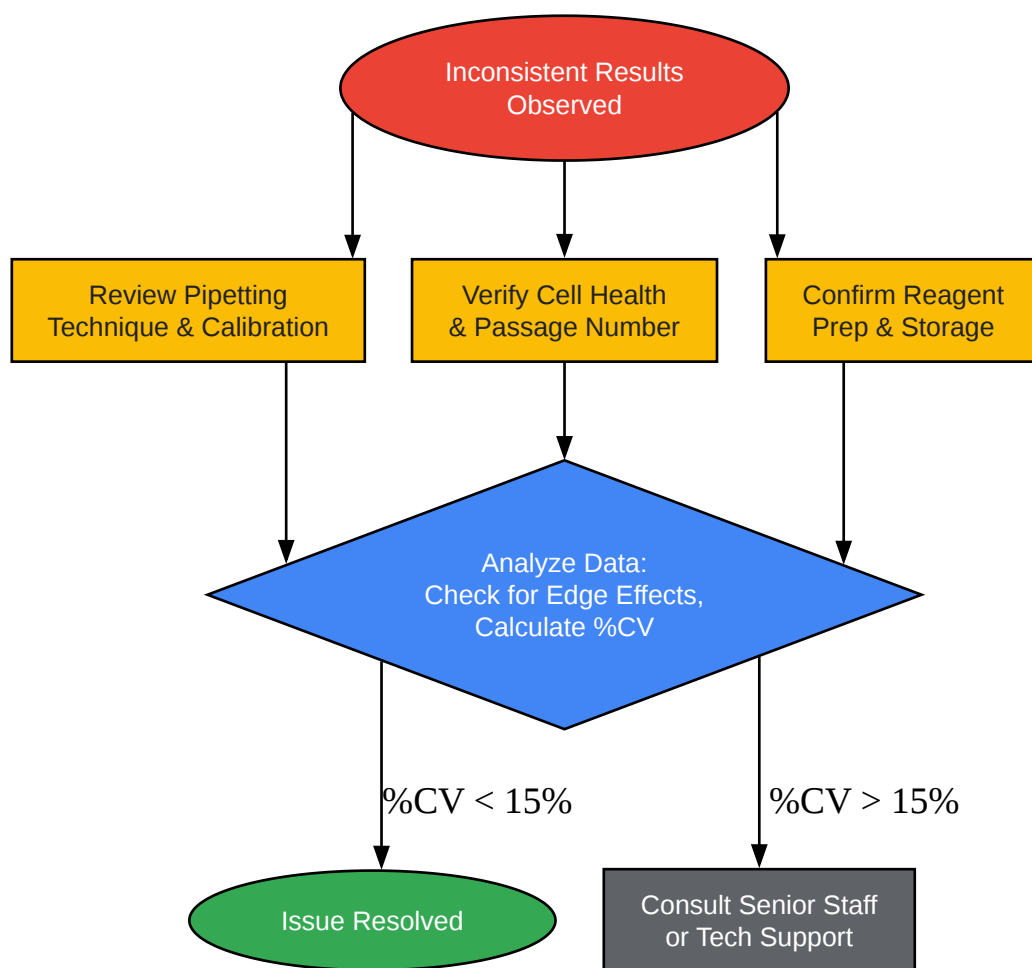 Inconsistent Results
Observed
Review Pipetting
Technique & Calibration
Verify Cell Health
& Passage Number
Confirm Reagent
Prep & Storage
Analyze Data:
Check for Edge Effects,
Calculate %CV
%CV < 15%
%CV > 15%
Issue Resolved
Consult Senior Staff
or Tech Support